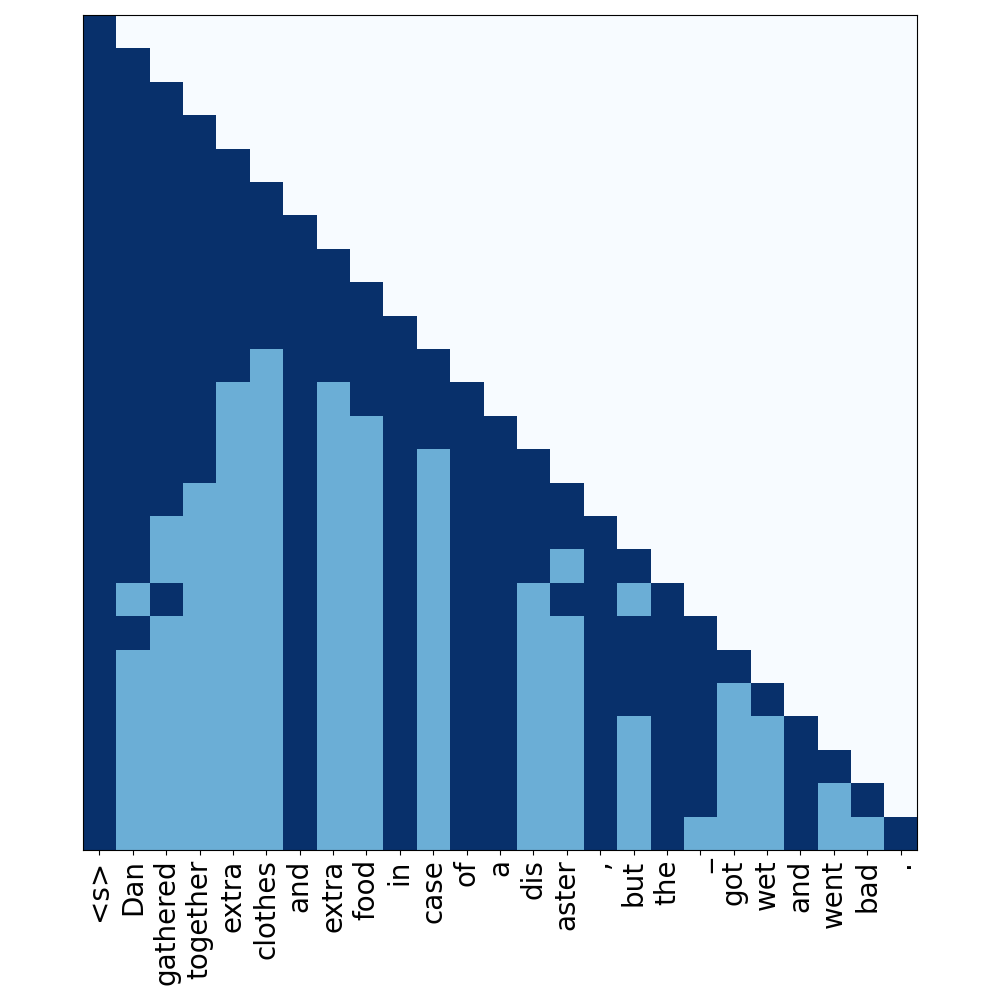 <s>
Dan
gathered
together
extra
clothes
and
extra
food
in
case
of
a
dis
aster
,
but
the
_
got
wet
and
went
bad
.